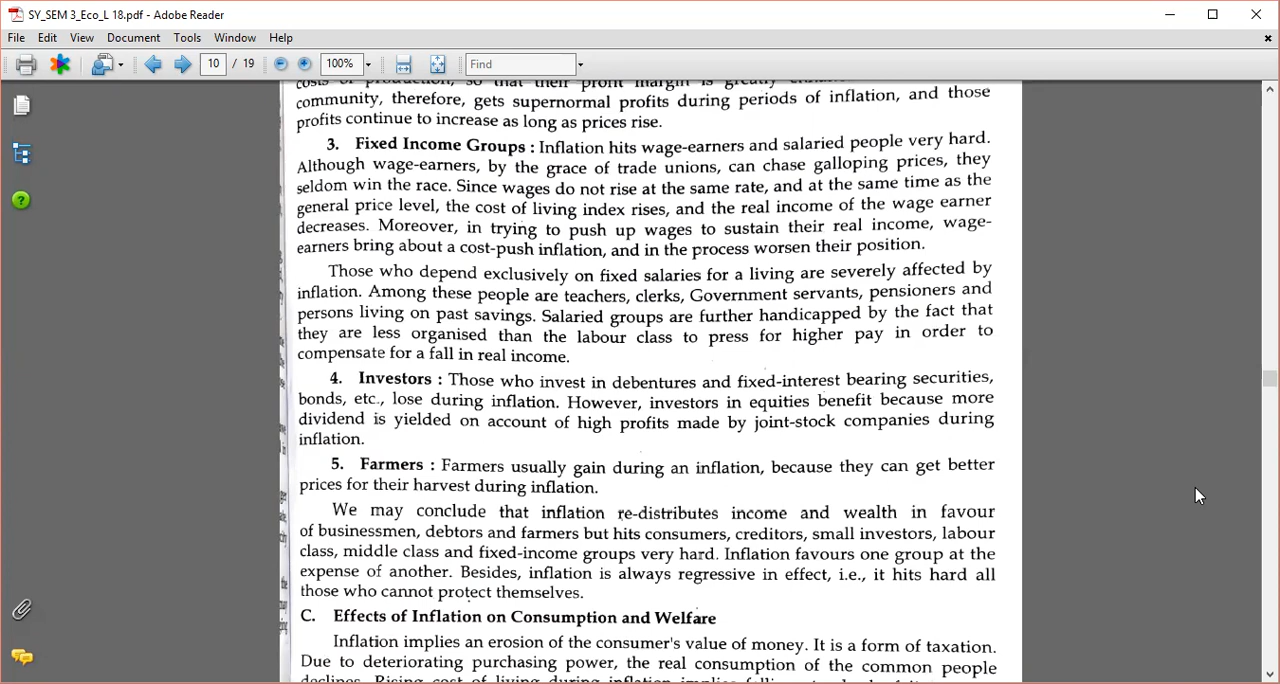 SY_SEM 3_Eco_L 18.pdf - Adobe Reader
File Edit View Document Tools Window Help
10 / 19 100% Find
costs of production, so that their profit margin is greatly
community, therefore, gets supernormal profits during periods of inflation, and those
profits continue to increase as long as prices rise.
3. Fixed Income Groups : Inflation hits wage-earners and salaried people very hard.
Although wage-earners, by the grace of trade unions, can chase galloping prices, they
seldom win the race. Since wages do not rise at the same rate, and at the same time as the
general price level, the cost of living index rises, and the real income of the wage earner
decreases. Moreover, in trying to push up wages to sustain their real income, wage-
earners bring about a cost-push inflation, and in the process worsen their position.
Those who depend exclusively on fixed salaries for a living are severely affected by
inflation. Among these people are teachers, clerks, Government servants, pensioners and
persons living on past savings. Salaried groups are further handicapped by the fact that
they are less organised than the labour class to press for higher pay in order to
compensate for a fall in real income.
4. Investors : Those who invest in debentures and fixed-interest bearing securities,
bonds, etc., lose during inflation. However, investors in equities benefit because more
dividend is yielded on account of high profits made by joint-stock companies during
inflation.
5. Farmers : Farmers usually gain during an inflation, because they can get better
prices for their harvest during inflation.
We may conclude that inflation re-distributes income and wealth in favour
of businessmen, debtors and farmers but hits consumers, creditors, small investors, labour
class, middle class and fixed-income groups very hard. Inflation favours one group at the
expense of another. Besides, inflation is always regressive in effect, i.e., it hits hard all
those who cannot protect themselves.
C. Effects of Inflation on Consumption and Welfare
Inflation implies an erosion of the consumer's value of money. It is a form of taxation.
Due to deteriorating purchasing power, the real consumption of the common people
declines. Rising cost of living during inflation implies